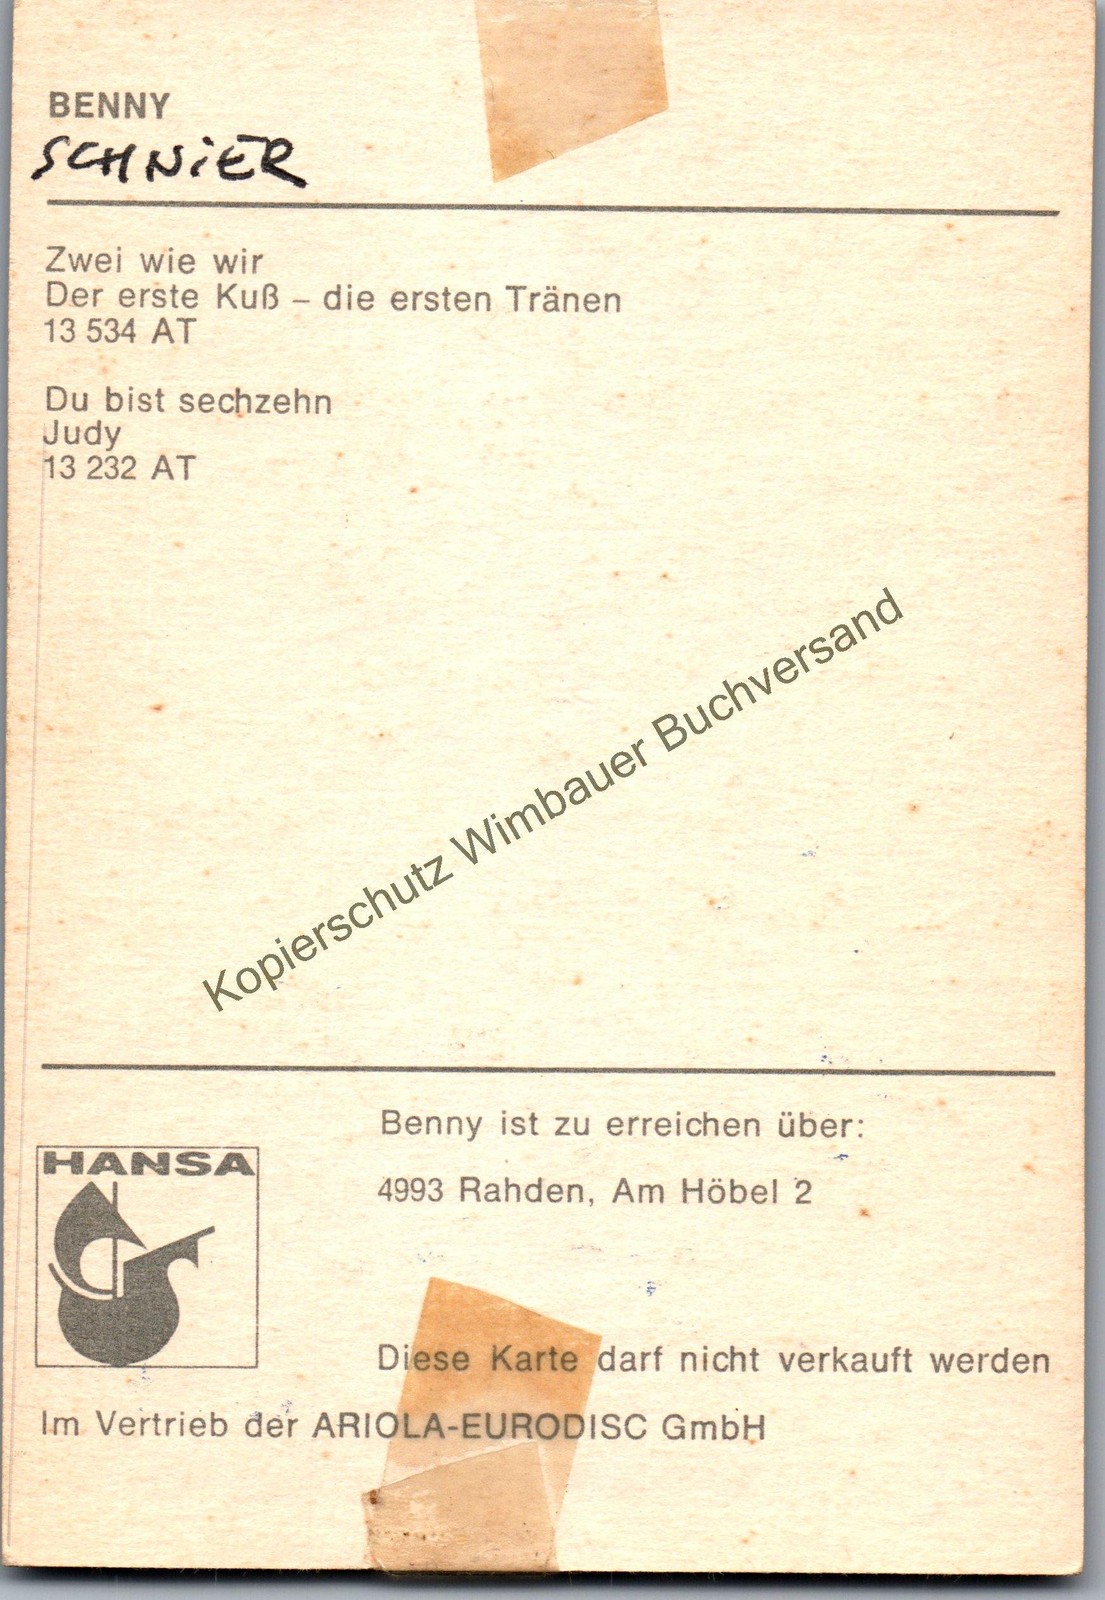 BENNY
SCHNiER
Zwei wie wir
Der erste Kuß – die ersten Tränen
13 534 AT
Du bist sechzehn
Judy
13 232 AT
Kopierschutz Wimbauer Buchversand
Benny ist zu erreichen über:
HANSA
4993 Rahden, Am Höbel 2
Diese Karte darf nicht verkauft werden
Im Vertrieb der ARIOLA-EURODISC GmbH